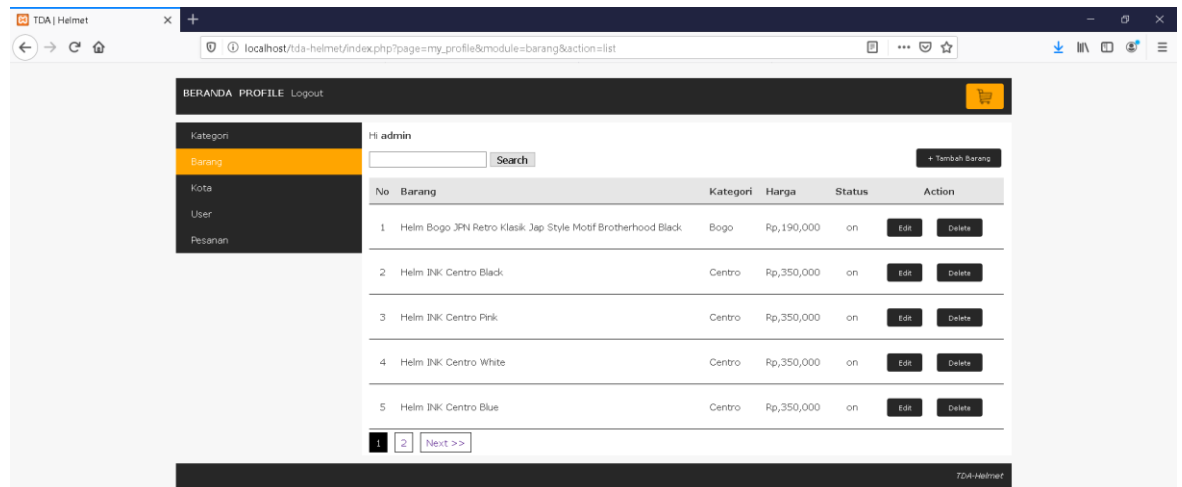 TDA | Helmet
localhost/tda-helmet/index.php?page=my_profile&module=barang&action=list
BERANDA PROFILE Logout
Kategori
Barang
Kota
User
Pesanan
Hi admin
Search
+ Tambah Barang
No Barang Kategori Harga Status Action
1 Helm Bogo JPN Retro Klasik Jap Style Motif Brotherhood Black Bogo Rp,190,000 on Edit Delete
2 Helm INK Centro Black Centro Rp,350,000 on Edit Delete
3 Helm INK Centro Pink Centro Rp,350,000 on Edit Delete
4 Helm INK Centro White Centro Rp,350,000 on Edit Delete
5 Helm INK Centro Blue Centro Rp,350,000 on Edit Delete
1 2 Next >>
TDA-Helmet